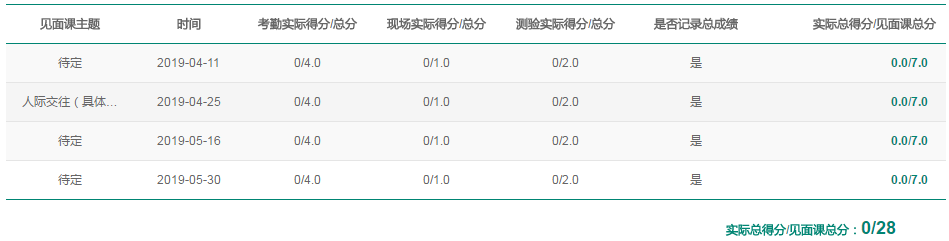 见面课主题 时间 考勤实际得分/总分 现场实际得分/总分 测验实际得分/总分 是否记录总成绩 实际总得分/见面课总分
待定 2019-04-11 0/4.0 0/1.0 0/2.0 是 0.0/7.0
人际交往（具体... 2019-04-25 0/4.0 0/1.0 0/2.0 是 0.0/7.0
待定 2019-05-16 0/4.0 0/1.0 0/2.0 是 0.0/7.0
待定 2019-05-30 0/4.0 0/1.0 0/2.0 是 0.0/7.0
实际总得分/见面课总分：0/28